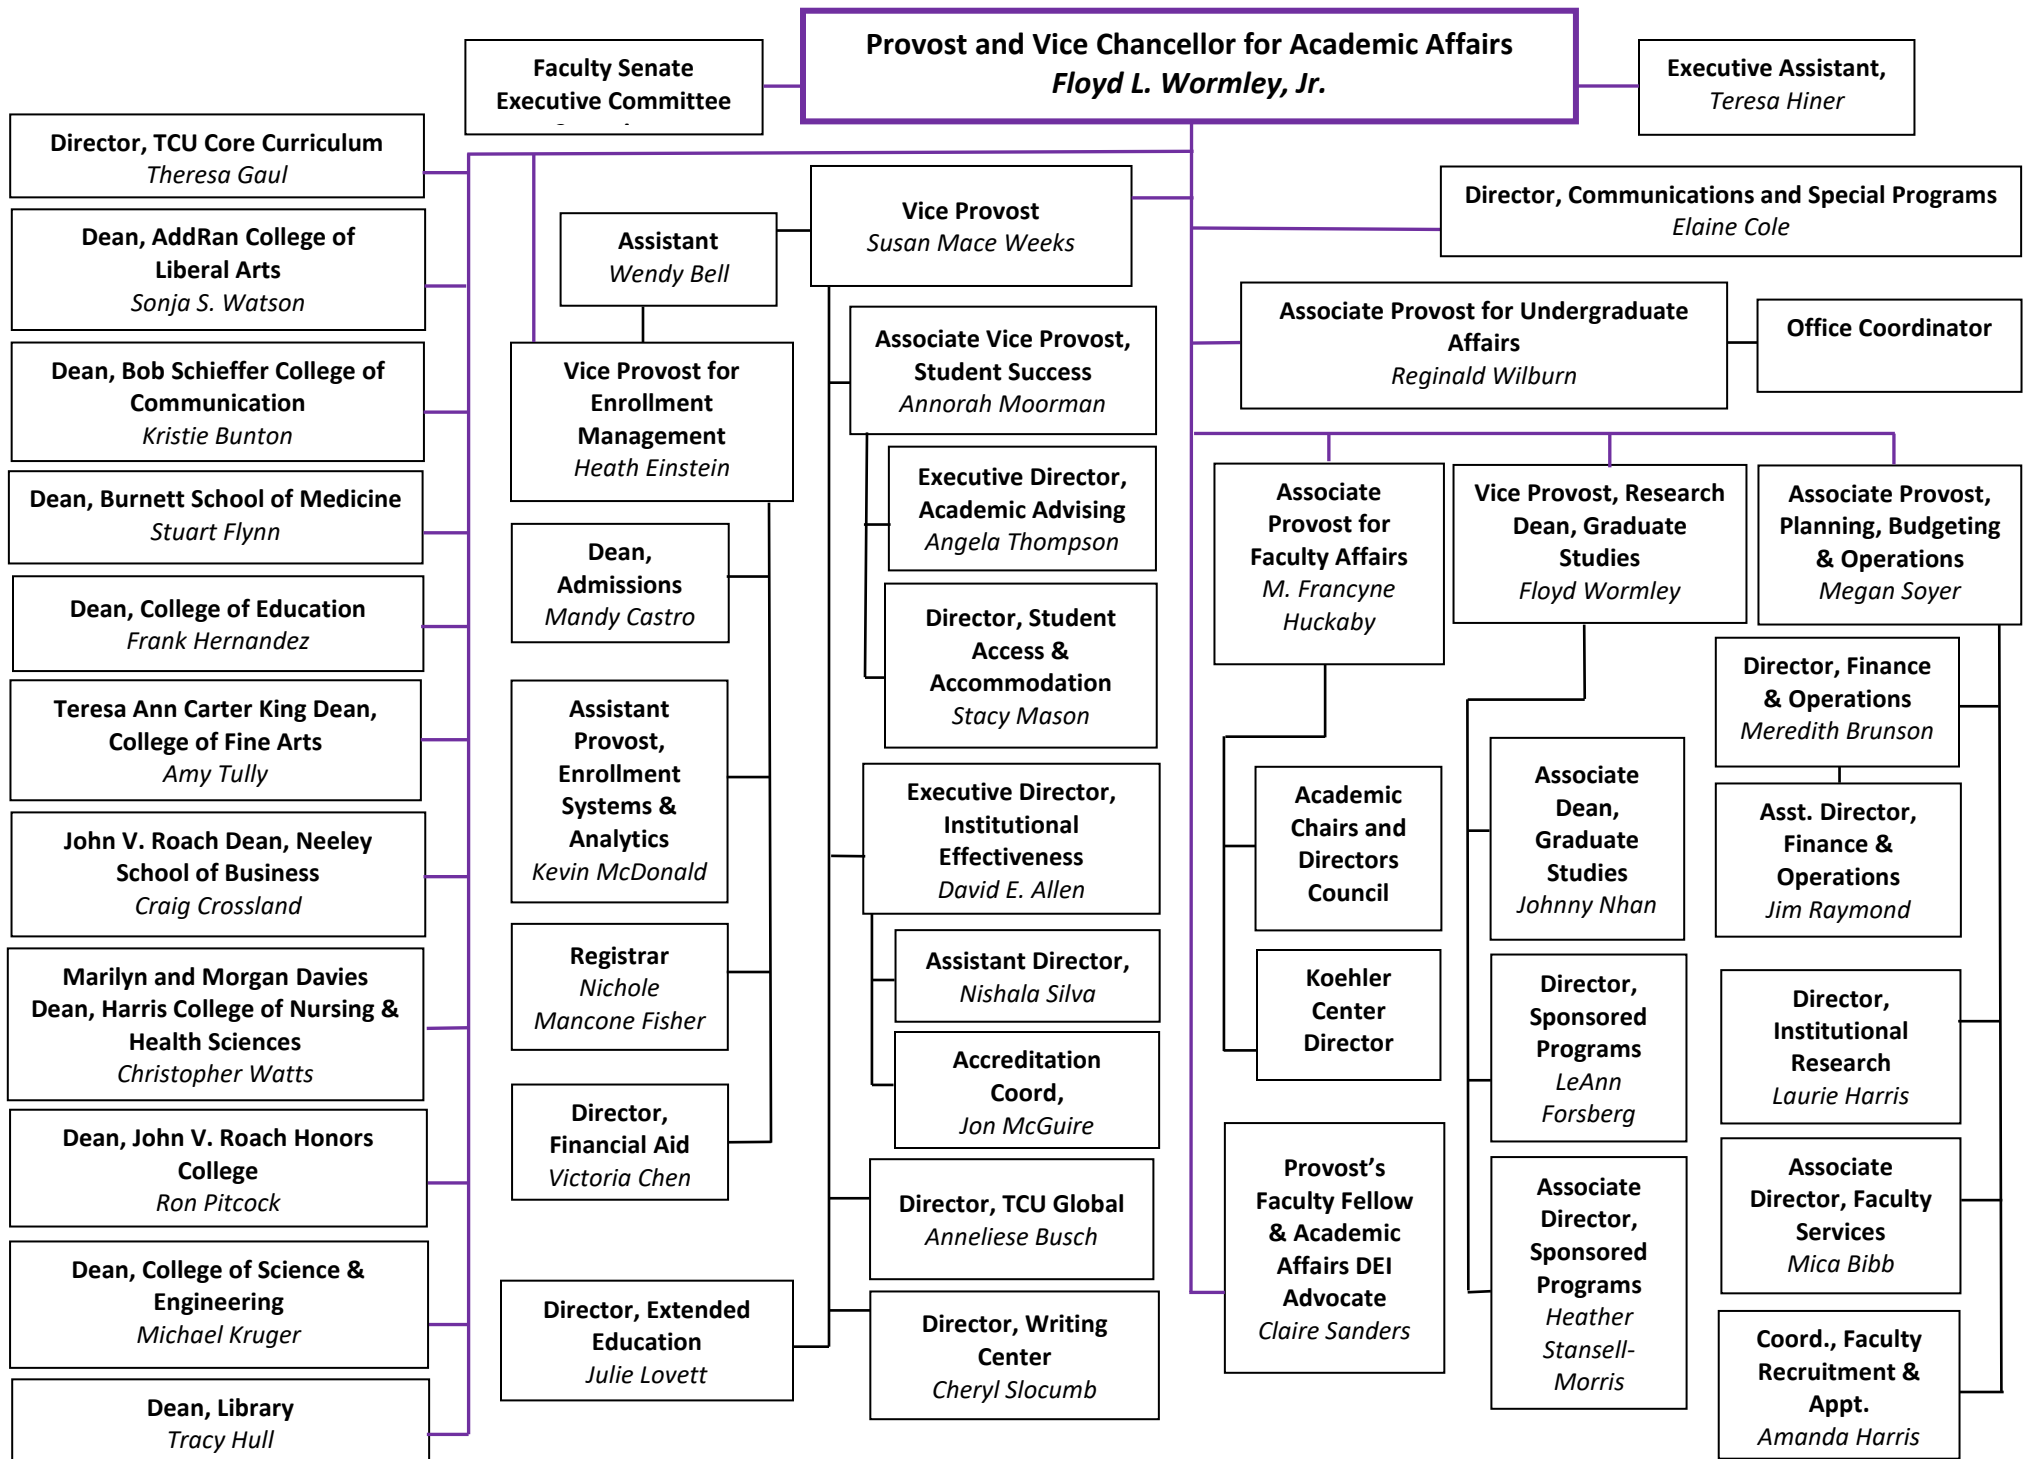 Provost and Vice Chancellor for Academic Affairs
Floyd L. Wormley, Jr.
Faculty Senate
Executive Committee
Executive Assistant,
Teresa Hiner
Director, TCU Core Curriculum
Theresa Gaul
Dean, AddRan College of
Liberal Arts
Sonja S. Watson
Dean, Bob Schieffer College of
Communication
Kristie Bunton
Dean, Burnett School of Medicine
Stuart Flynn
Dean, College of Education
Frank Hernandez
Teresa Ann Carter King Dean,
College of Fine Arts
Amy Tully
John V. Roach Dean, Neeley
School of Business
Craig Crossland
Marilyn and Morgan Davies
Dean, Harris College of Nursing &
Health Sciences
Christopher Watts
Dean, John V. Roach Honors
College
Ron Pitcock
Dean, College of Science &
Engineering
Michael Kruger
Dean, Library
Tracy Hull
Vice Provost
Susan Mace Weeks
Assistant
Wendy Bell
Vice Provost for
Enrollment
Management
Heath Einstein
Dean,
Admissions
Mandy Castro
Assistant
Provost,
Enrollment
Systems &
Analytics
Kevin McDonald
Registrar
Nichole
Mancone Fisher
Director,
Financial Aid
Victoria Chen
Director, Extended
Education
Julie Lovett
Associate Vice Provost,
Student Success
Annorah Moorman
Executive Director,
Academic Advising
Angela Thompson
Director, Student
Access &
Accommodation
Stacy Mason
Executive Director,
Institutional
Effectiveness
David E. Allen
Assistant Director,
Nishala Silva
Accreditation
Coord,
Jon McGuire
Director, TCU Global
Anneliese Busch
Director, Writing
Center
Cheryl Slocumb
Director, Communications and Special Programs
Elaine Cole
Associate Provost for Undergraduate
Affairs
Reginald Wilburn
Office Coordinator
Associate
Provost for
Faculty Affairs
M. Francyne
Huckaby
Academic
Chairs and
Directors
Council
Koehler
Center
Director
Provost’s
Faculty Fellow
& Academic
Affairs DEI
Advocate
Claire Sanders
Vice Provost, Research
Dean, Graduate
Studies
Floyd Wormley
Associate
Dean,
Graduate
Studies
Johnny Nhan
Director,
Sponsored
Programs
LeAnn
Forsberg
Associate
Director,
Sponsored
Programs
Heather
Stansell-
Morris
Associate Provost,
Planning, Budgeting
& Operations
Megan Soyer
Director, Finance
& Operations
Meredith Brunson
Asst. Director,
Finance &
Operations
Jim Raymond
Director,
Institutional
Research
Laurie Harris
Associate
Director, Faculty
Services
Mica Bibb
Coord., Faculty
Recruitment &
Appt.
Amanda Harris